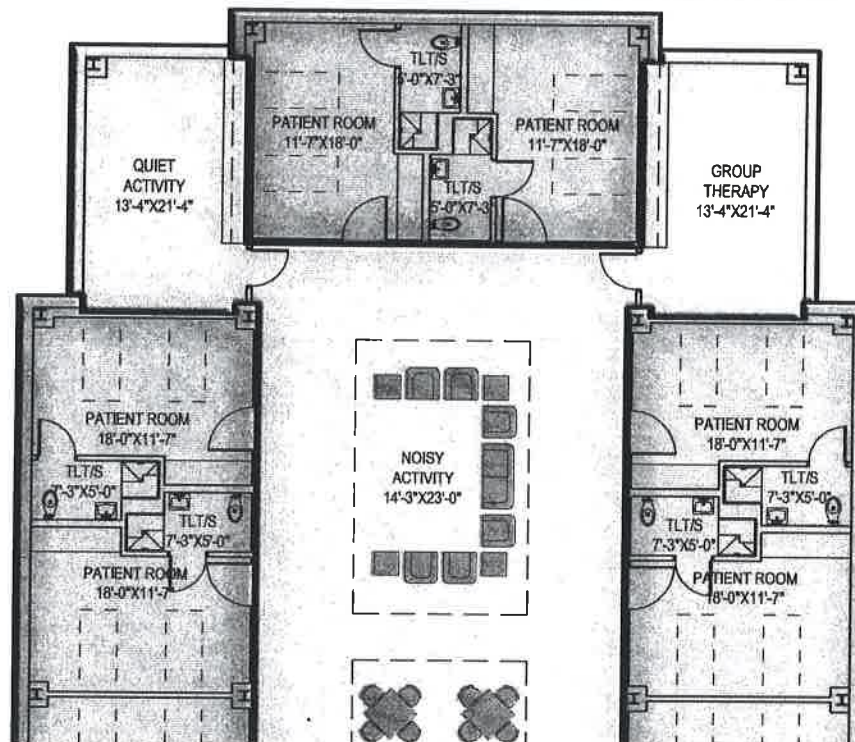 TLT/S
5'-0"X7'-3"
PATIENT ROOM
11'-7"X18'-0"
PATIENT ROOM
11'-7"X18'-0"
QUIET
ACTIVITY
13'-4"X21'-4"
GROUP
THERAPY
13'-4"X21'-4"
TLT/S
5'-0"X7'-3
PATIENT ROOM
18'-0"X11'-7"
PATIENT ROOM
18'-0"X11'-7"
NOISY
ACTIVITY
14'-3"X23'-0"
TLT/S
7'-3"X5'-0"
TLT/S
7'-3"X5'-0"
TLT/S
7'-3"X5'-0"
TLT/S
7'-3"X5'-0"
PATIENT ROOM
18'-0"X11'-7
PATIENT ROOM
18'-0"X11'-7"